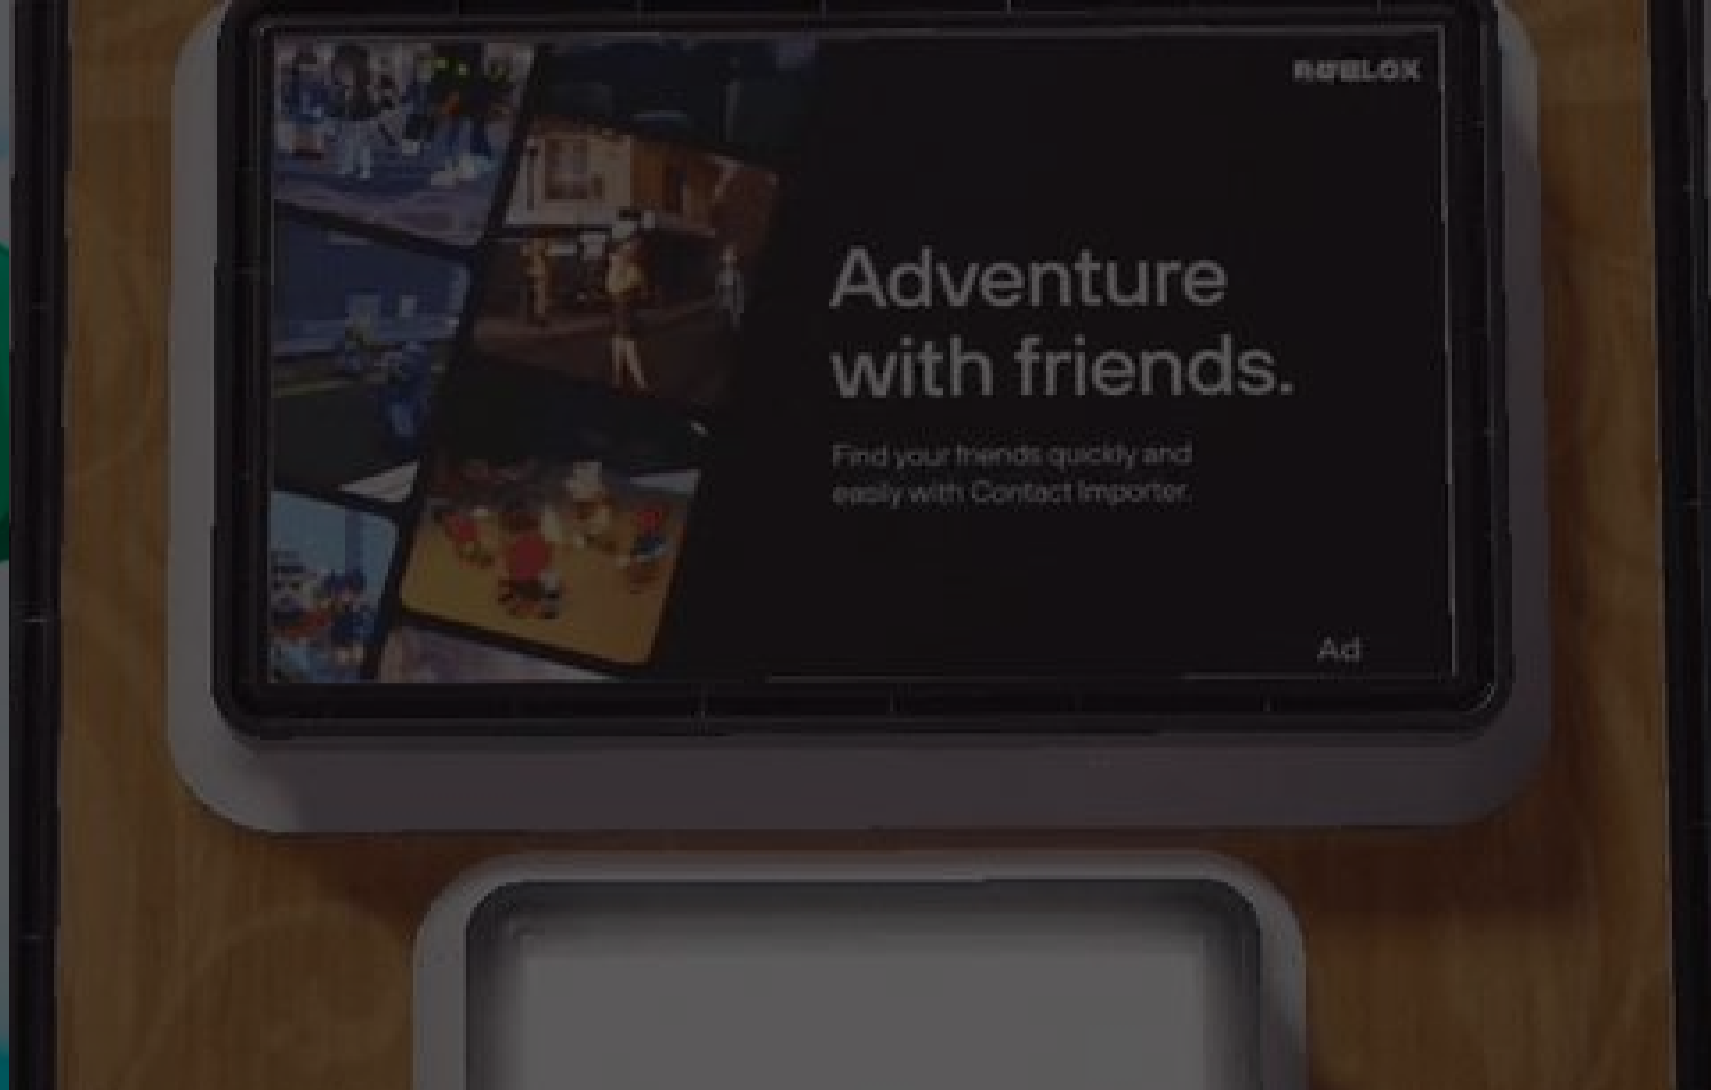 ROBLOX
Adventure
with friends.
Find your friends quickly and
easily with Contact Importer.
Ad